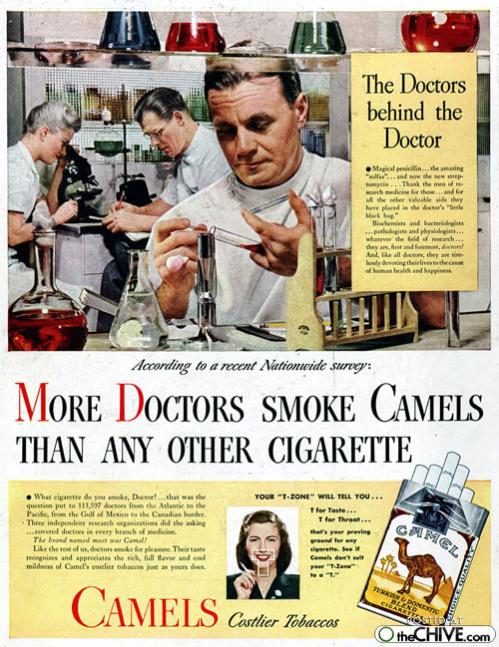 The Doctors
behind the
Doctor
● Magical penicillin... the amazing
"sulfas"... and now the new strep-
tomycin... Thank the men of re-
search medicine for those... and for
all the other valuable aids they
have placed in the doctor's "little
black bag."
Biochemists and bacteriologists
... pathologists and physiologists...
whatever the field of research...
they are, first and foremost, doctors!
And, like all doctors, they are tire-
lessly devoting their lives to the cause
of human health and happiness.
According to a recent Nationwide survey:
MORE DOCTORS SMOKE CAMELS
THAN ANY OTHER CIGARETTE
● What cigarette do you smoke, Doctor?... that was the
question put to 113,597 doctors from the Atlantic to the
Pacific, from the Gulf of Mexico to the Canadian border.
Three independent research organizations did the asking
...covered doctors in every branch of medicine.
The brand named most was Camel!
Like the rest of us, doctors smoke for pleasure. Their taste
recognizes and appreciates the rich, full flavor and cool
mildness of Camel's costlier tobaccos just as yours does.
YOUR "T-ZONE" WILL TELL YOU...
T for Taste...
T for Throat...
that's your proving
ground for any
cigarette. See if
Camels don't suit
your "T-Zone"
to a "T."
CAMEL
TURKISH & DOMESTIC
BLEND
CIGARETTES
CHOICE QUALITY
CAMELS Costlier Tobaccos
POSTED AT
theCHIVE.com